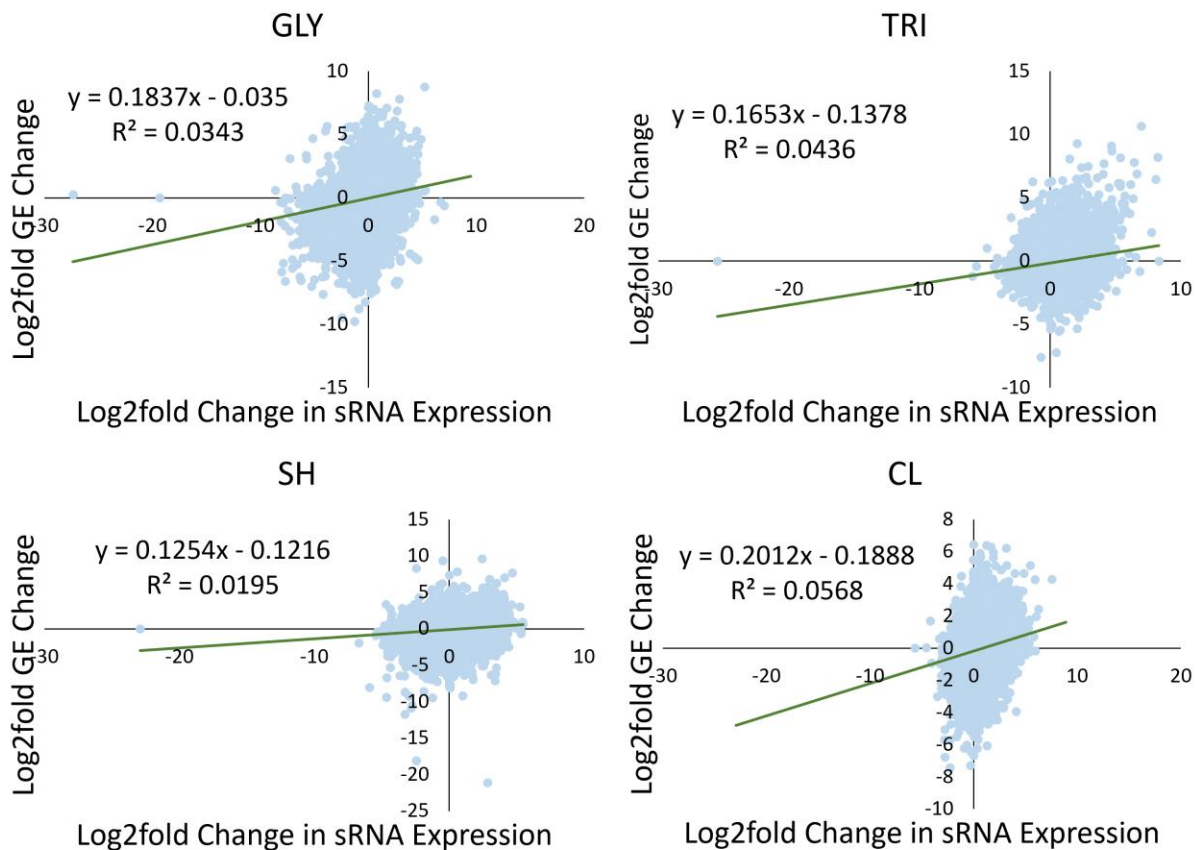 GLY
y = 0.1837x - 0.035
R² = 0.0343
10
5
0
-5
-10
-15
-30 -20 -10 0 10 20
Log2fold GE Change
Log2fold Change in sRNA Expression
TRI
y = 0.1653x - 0.1378
R² = 0.0436
15
10
5
0
-5
-10
-30 -20 -10 0 10
Log2fold GE Change
Log2fold Change in sRNA Expression
SH
y = 0.1254x - 0.1216
R² = 0.0195
15
10
5
0
-5
-10
-15
-20
-25
-30 -20 -10 0 10
Log2fold GE Change
Log2fold Change in sRNA Expression
CL
y = 0.2012x - 0.1888
R² = 0.0568
8
6
4
2
0
-2
-4
-6
-8
-10
-30 -20 -10 0 10 20
Log2fold GE Change
Log2fold Change in sRNA Expression